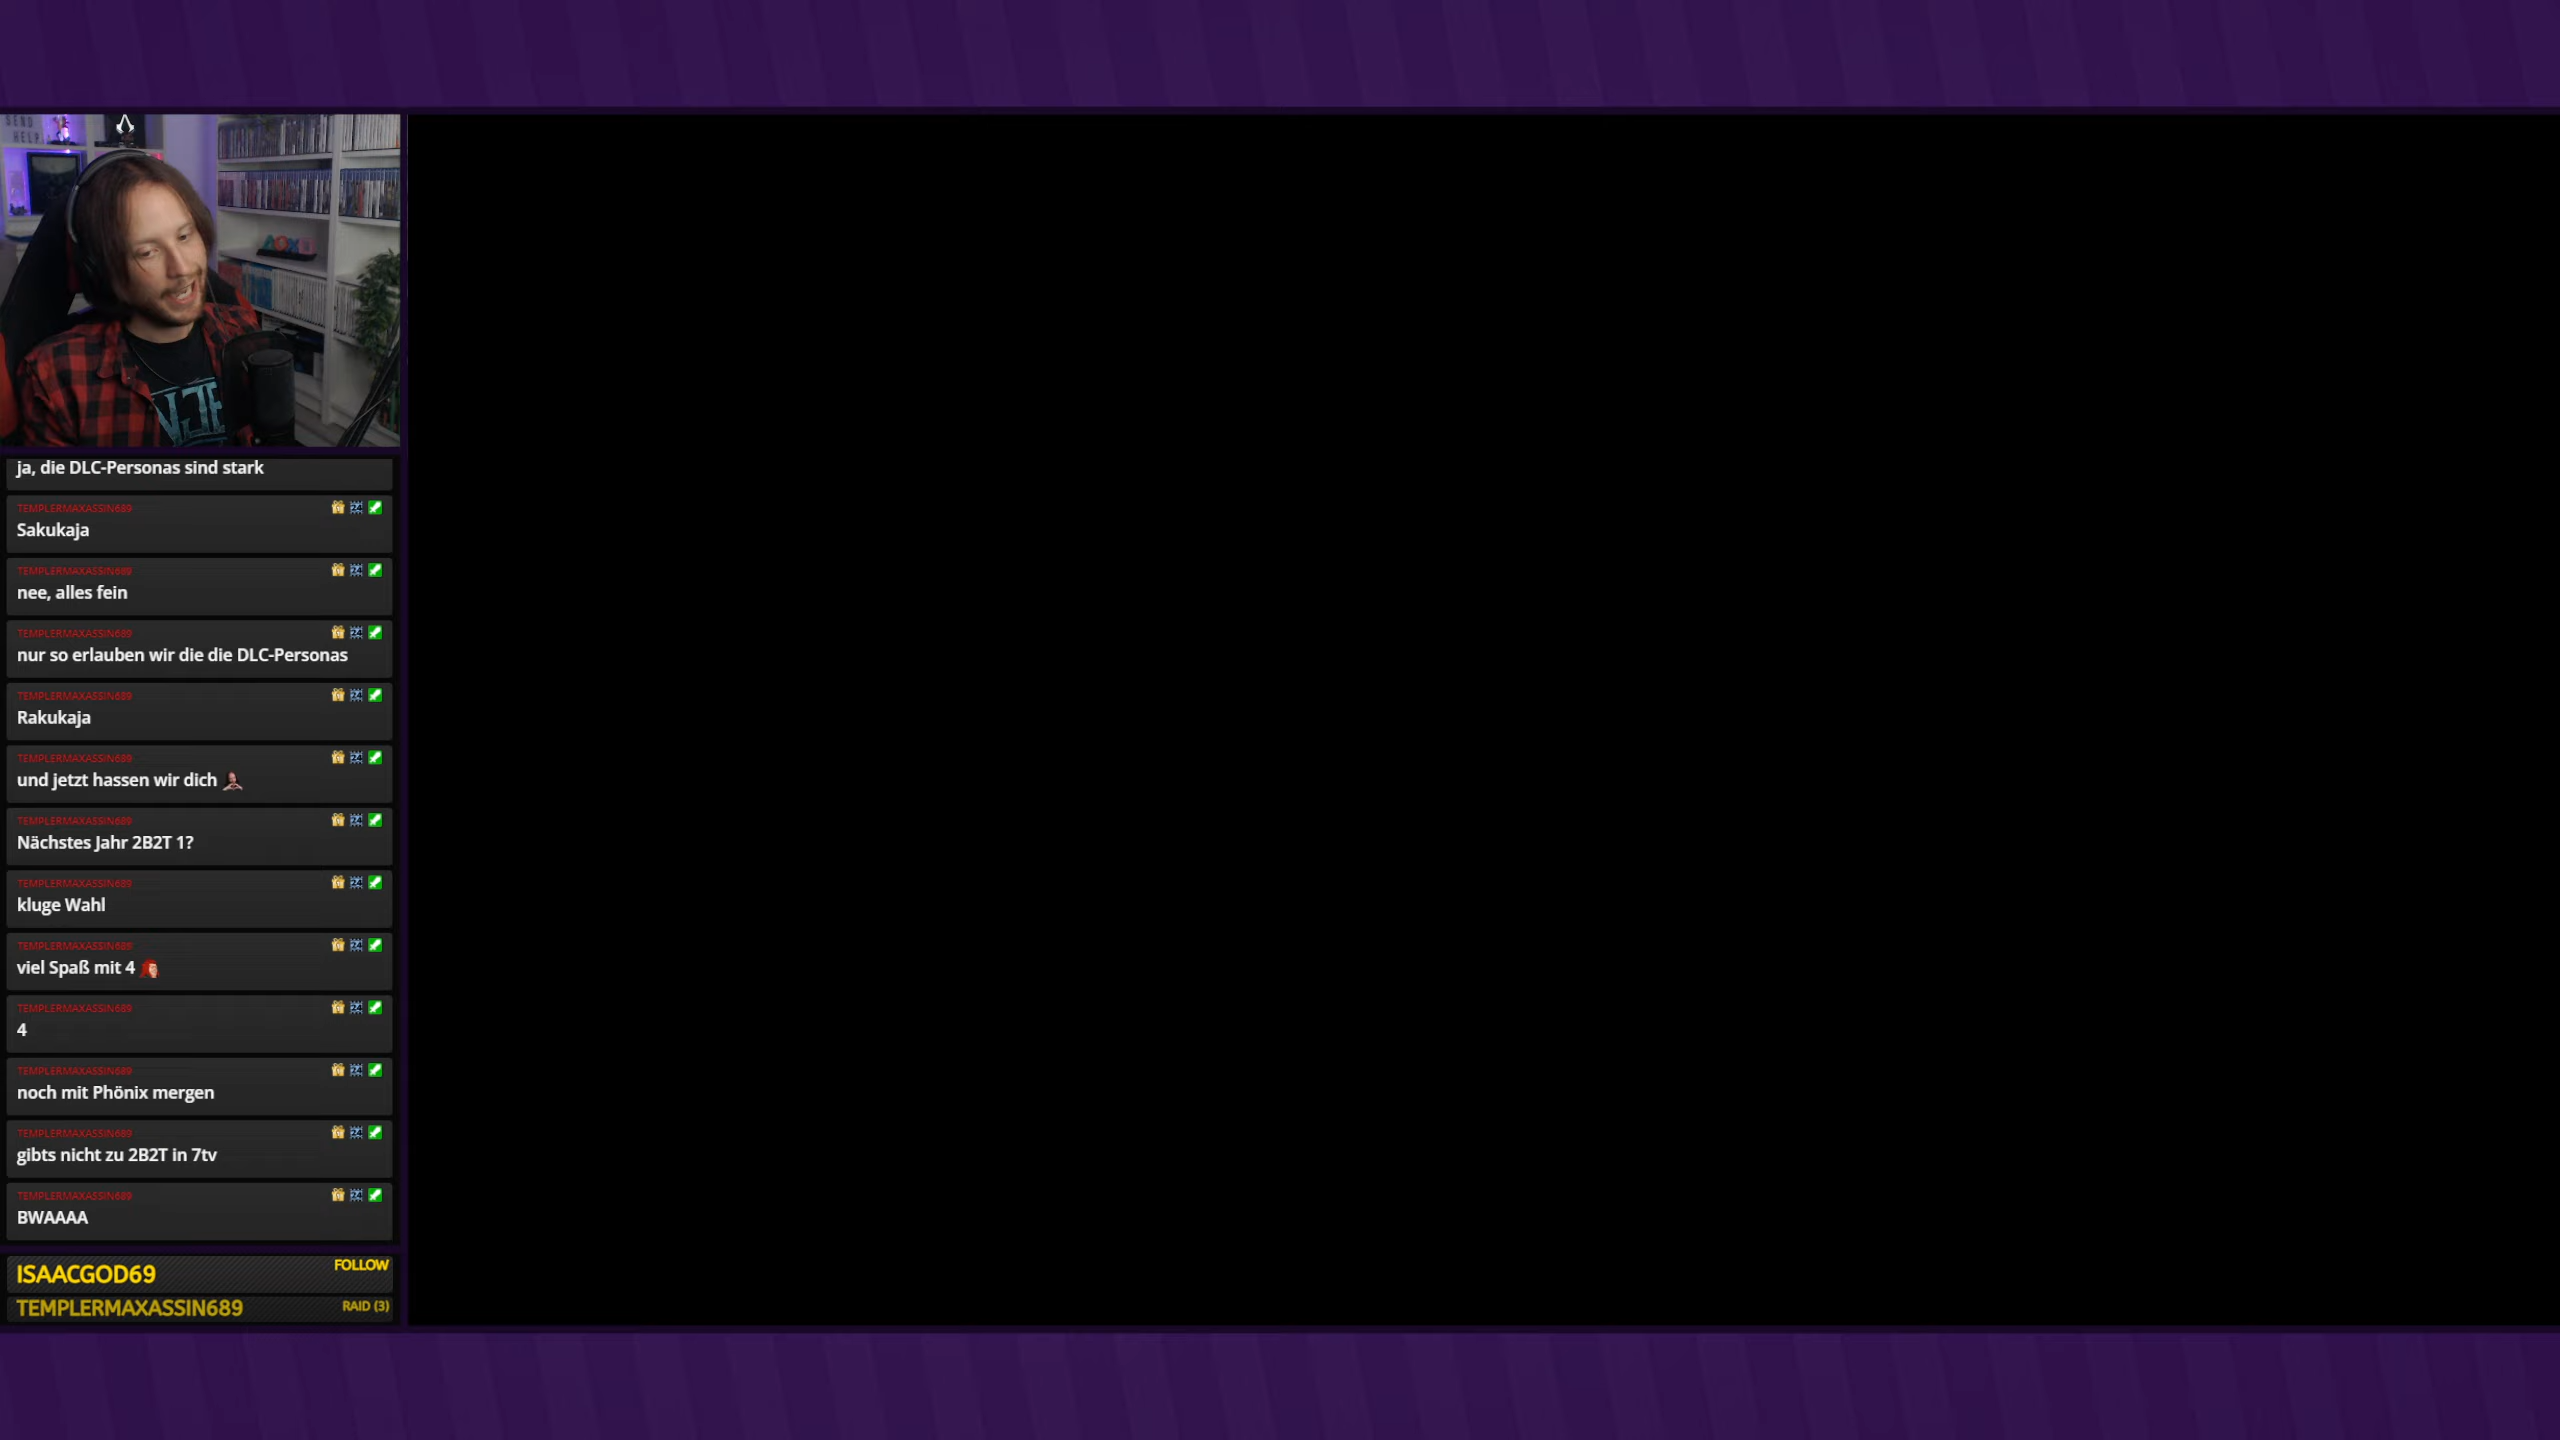 SEND
HELP
ja, die DLC-Personas sind stark
TEMPLERMAXASSIN689
Sakukaja
TEMPLERMAXASSIN689
nee, alles fein
TEMPLERMAXASSIN689
nur so erlauben wir die die DLC-Personas
TEMPLERMAXASSIN689
Rakukaja
TEMPLERMAXASSIN689
und jetzt hassen wir dich
TEMPLERMAXASSIN689
Nächstes Jahr 2B2T 1?
TEMPLERMAXASSIN689
kluge Wahl
TEMPLERMAXASSIN689
viel Spaß mit 4
TEMPLERMAXASSIN689
4
TEMPLERMAXASSIN689
noch mit Phönix mergen
TEMPLERMAXASSIN689
gibts nicht zu 2B2T in 7tv
TEMPLERMAXASSIN689
BWAAAA
ISAACGOD69 FOLLOW
TEMPLERMAXASSIN689 RAID (3)